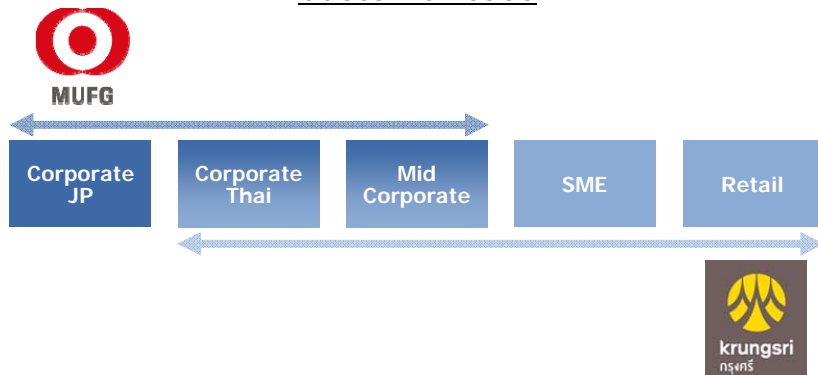 MUFG
Corporate
JP
Corporate
Thai
Mid
Corporate
SME
Retail
krungsri
กรุงศรี